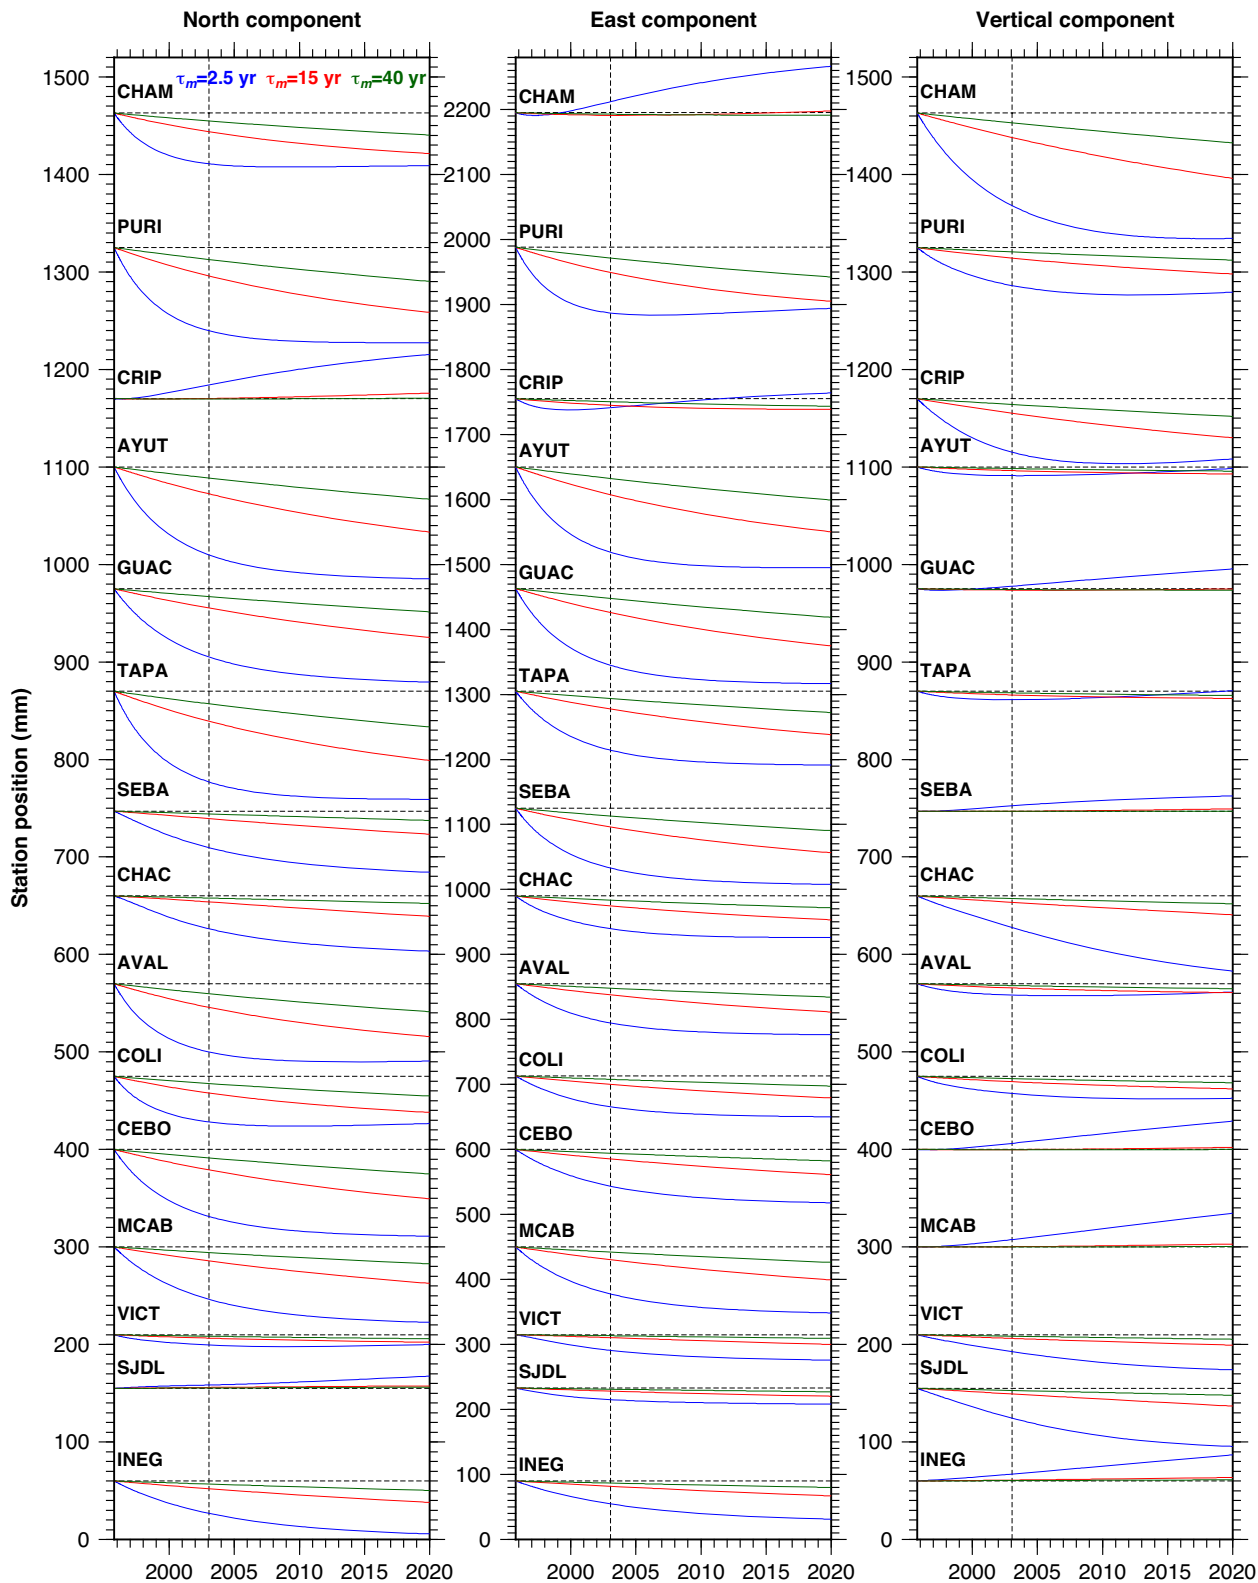 North component
East component
Vertical component
τm=2.5 yr τm=15 yr τm=40 yr
Station position (mm)
1500
1400
1300
1200
1100
1000
900
800
700
600
500
400
300
200
100
0
CHAM
PURI
CRIP
AYUT
GUAC
TAPA
SEBA
CHAC
AVAL
COLI
CEBO
MCAB
VICT
SJDL
INEG
2000 2005 2010 2015 2020
2200
2100
2000
1900
1800
1700
1600
1500
1400
1300
1200
1100
1000
900
800
700
600
500
400
300
200
100
0
CHAM
PURI
CRIP
AYUT
GUAC
TAPA
SEBA
CHAC
AVAL
COLI
CEBO
MCAB
VICT
SJDL
INEG
2000 2005 2010 2015 2020
1500
1400
1300
1200
1100
1000
900
800
700
600
500
400
300
200
100
0
CHAM
PURI
CRIP
AYUT
GUAC
TAPA
SEBA
CHAC
AVAL
COLI
CEBO
MCAB
VICT
SJDL
INEG
2000 2005 2010 2015 2020